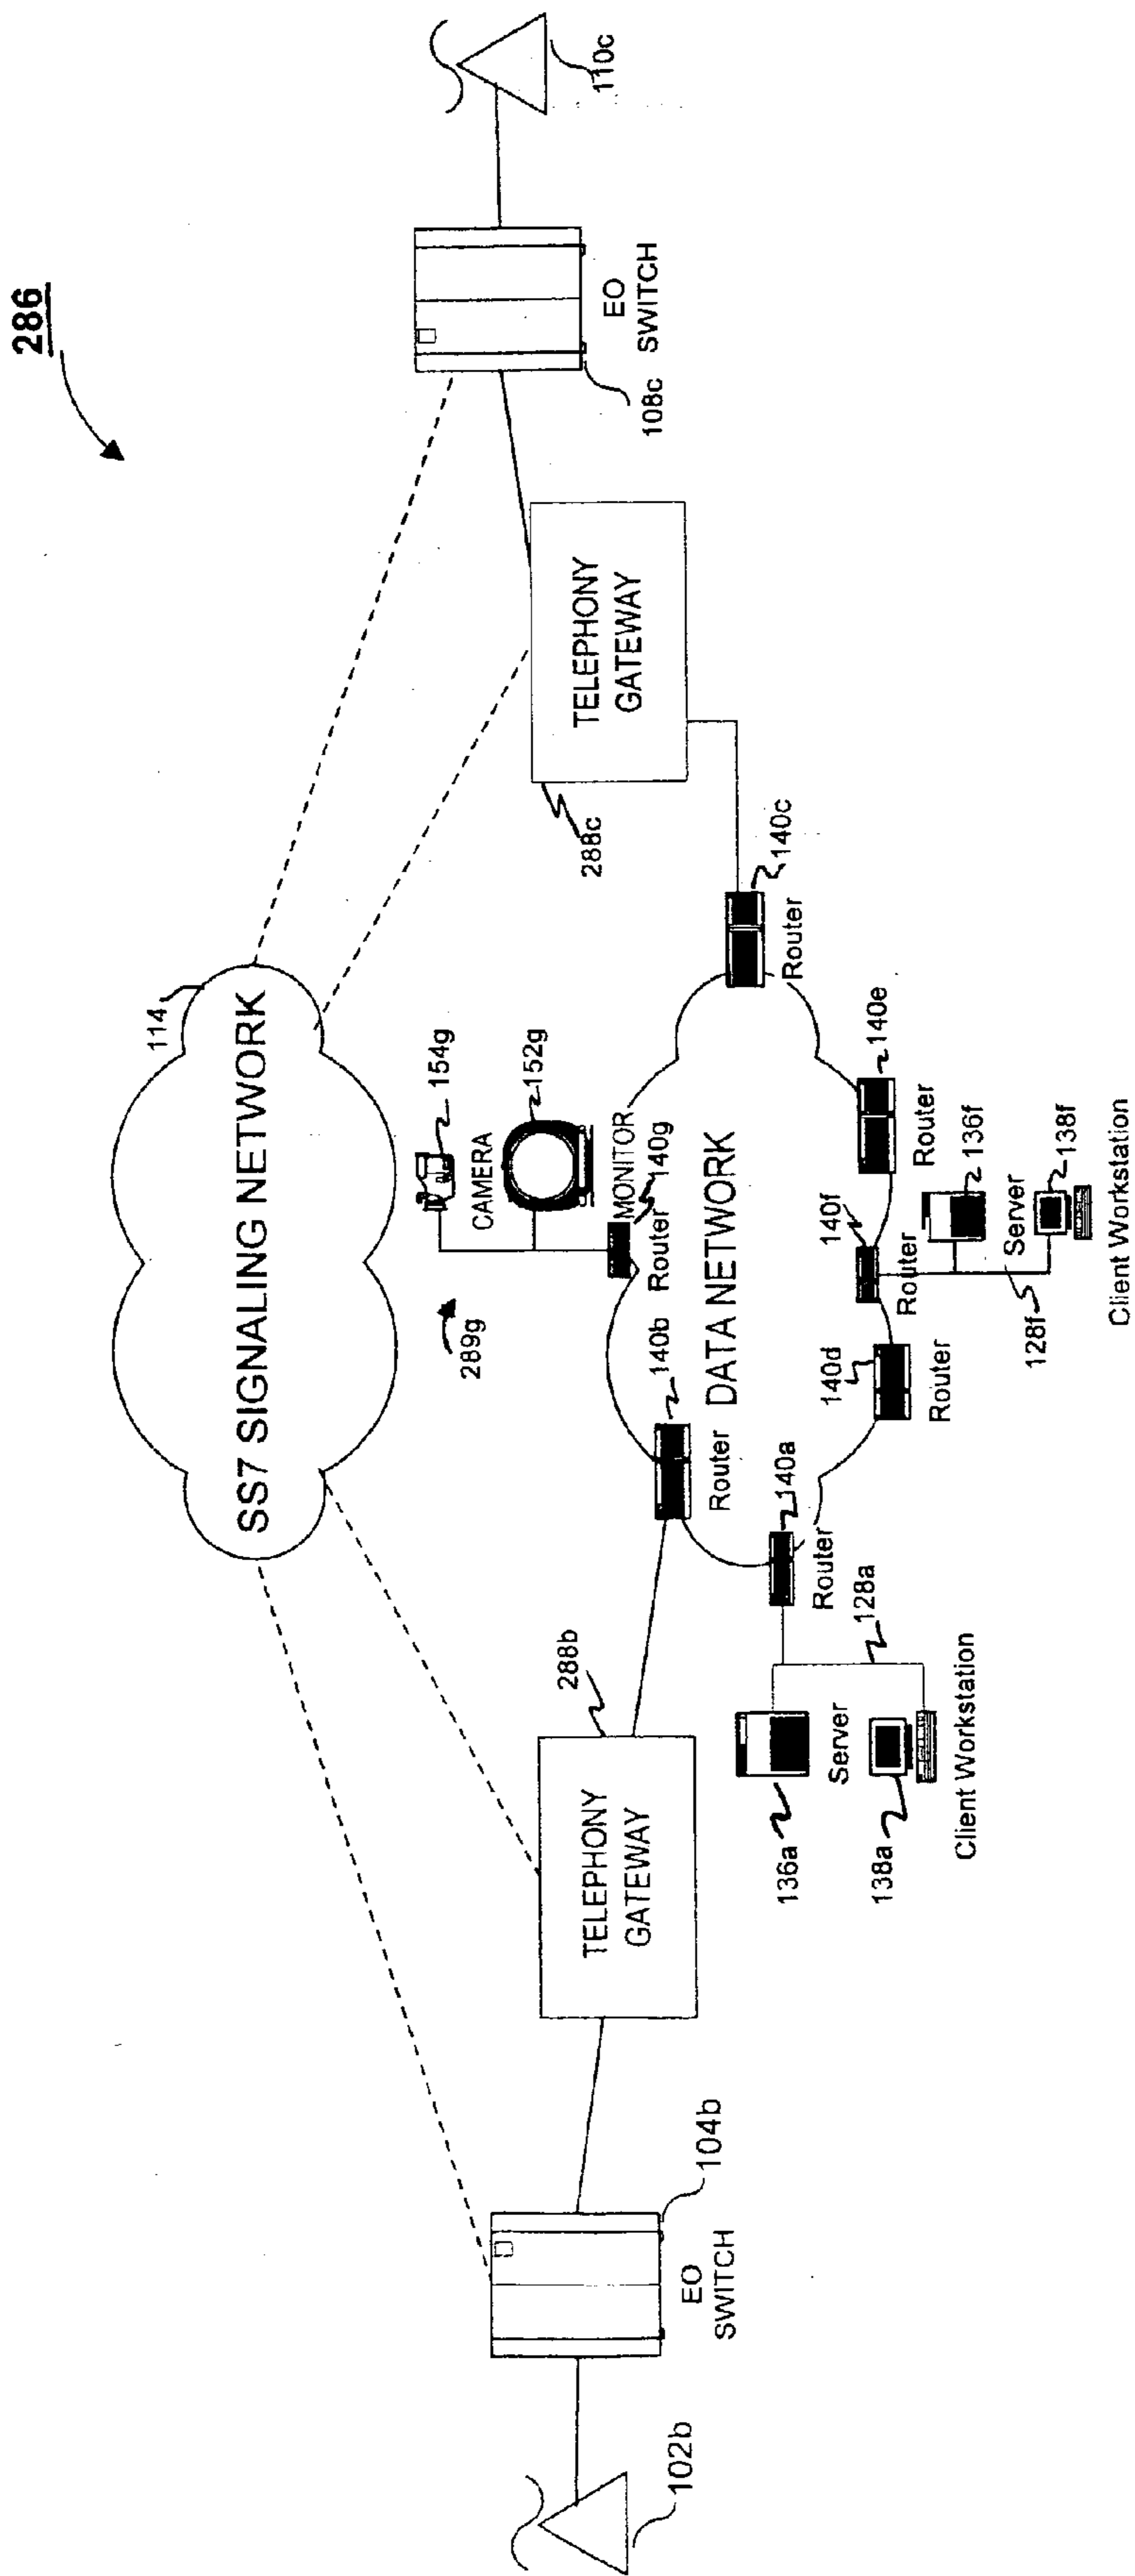 286
SS7 SIGNALING NETWORK
114
110c
EO
SWITCH
108c
TELEPHONY
GATEWAY
288c
154g
CAMERA
152g
MONITOR
140g
Router
289g
140c
Router
140b
Router
DATA NETWORK
140e
Router
140f
Router
136f
Server
138f
Client Workstation
128f
140d
Router
140a
Router
128a
136a
Server
138a
Client Workstation
288b
TELEPHONY
GATEWAY
104b
EO
SWITCH
102b